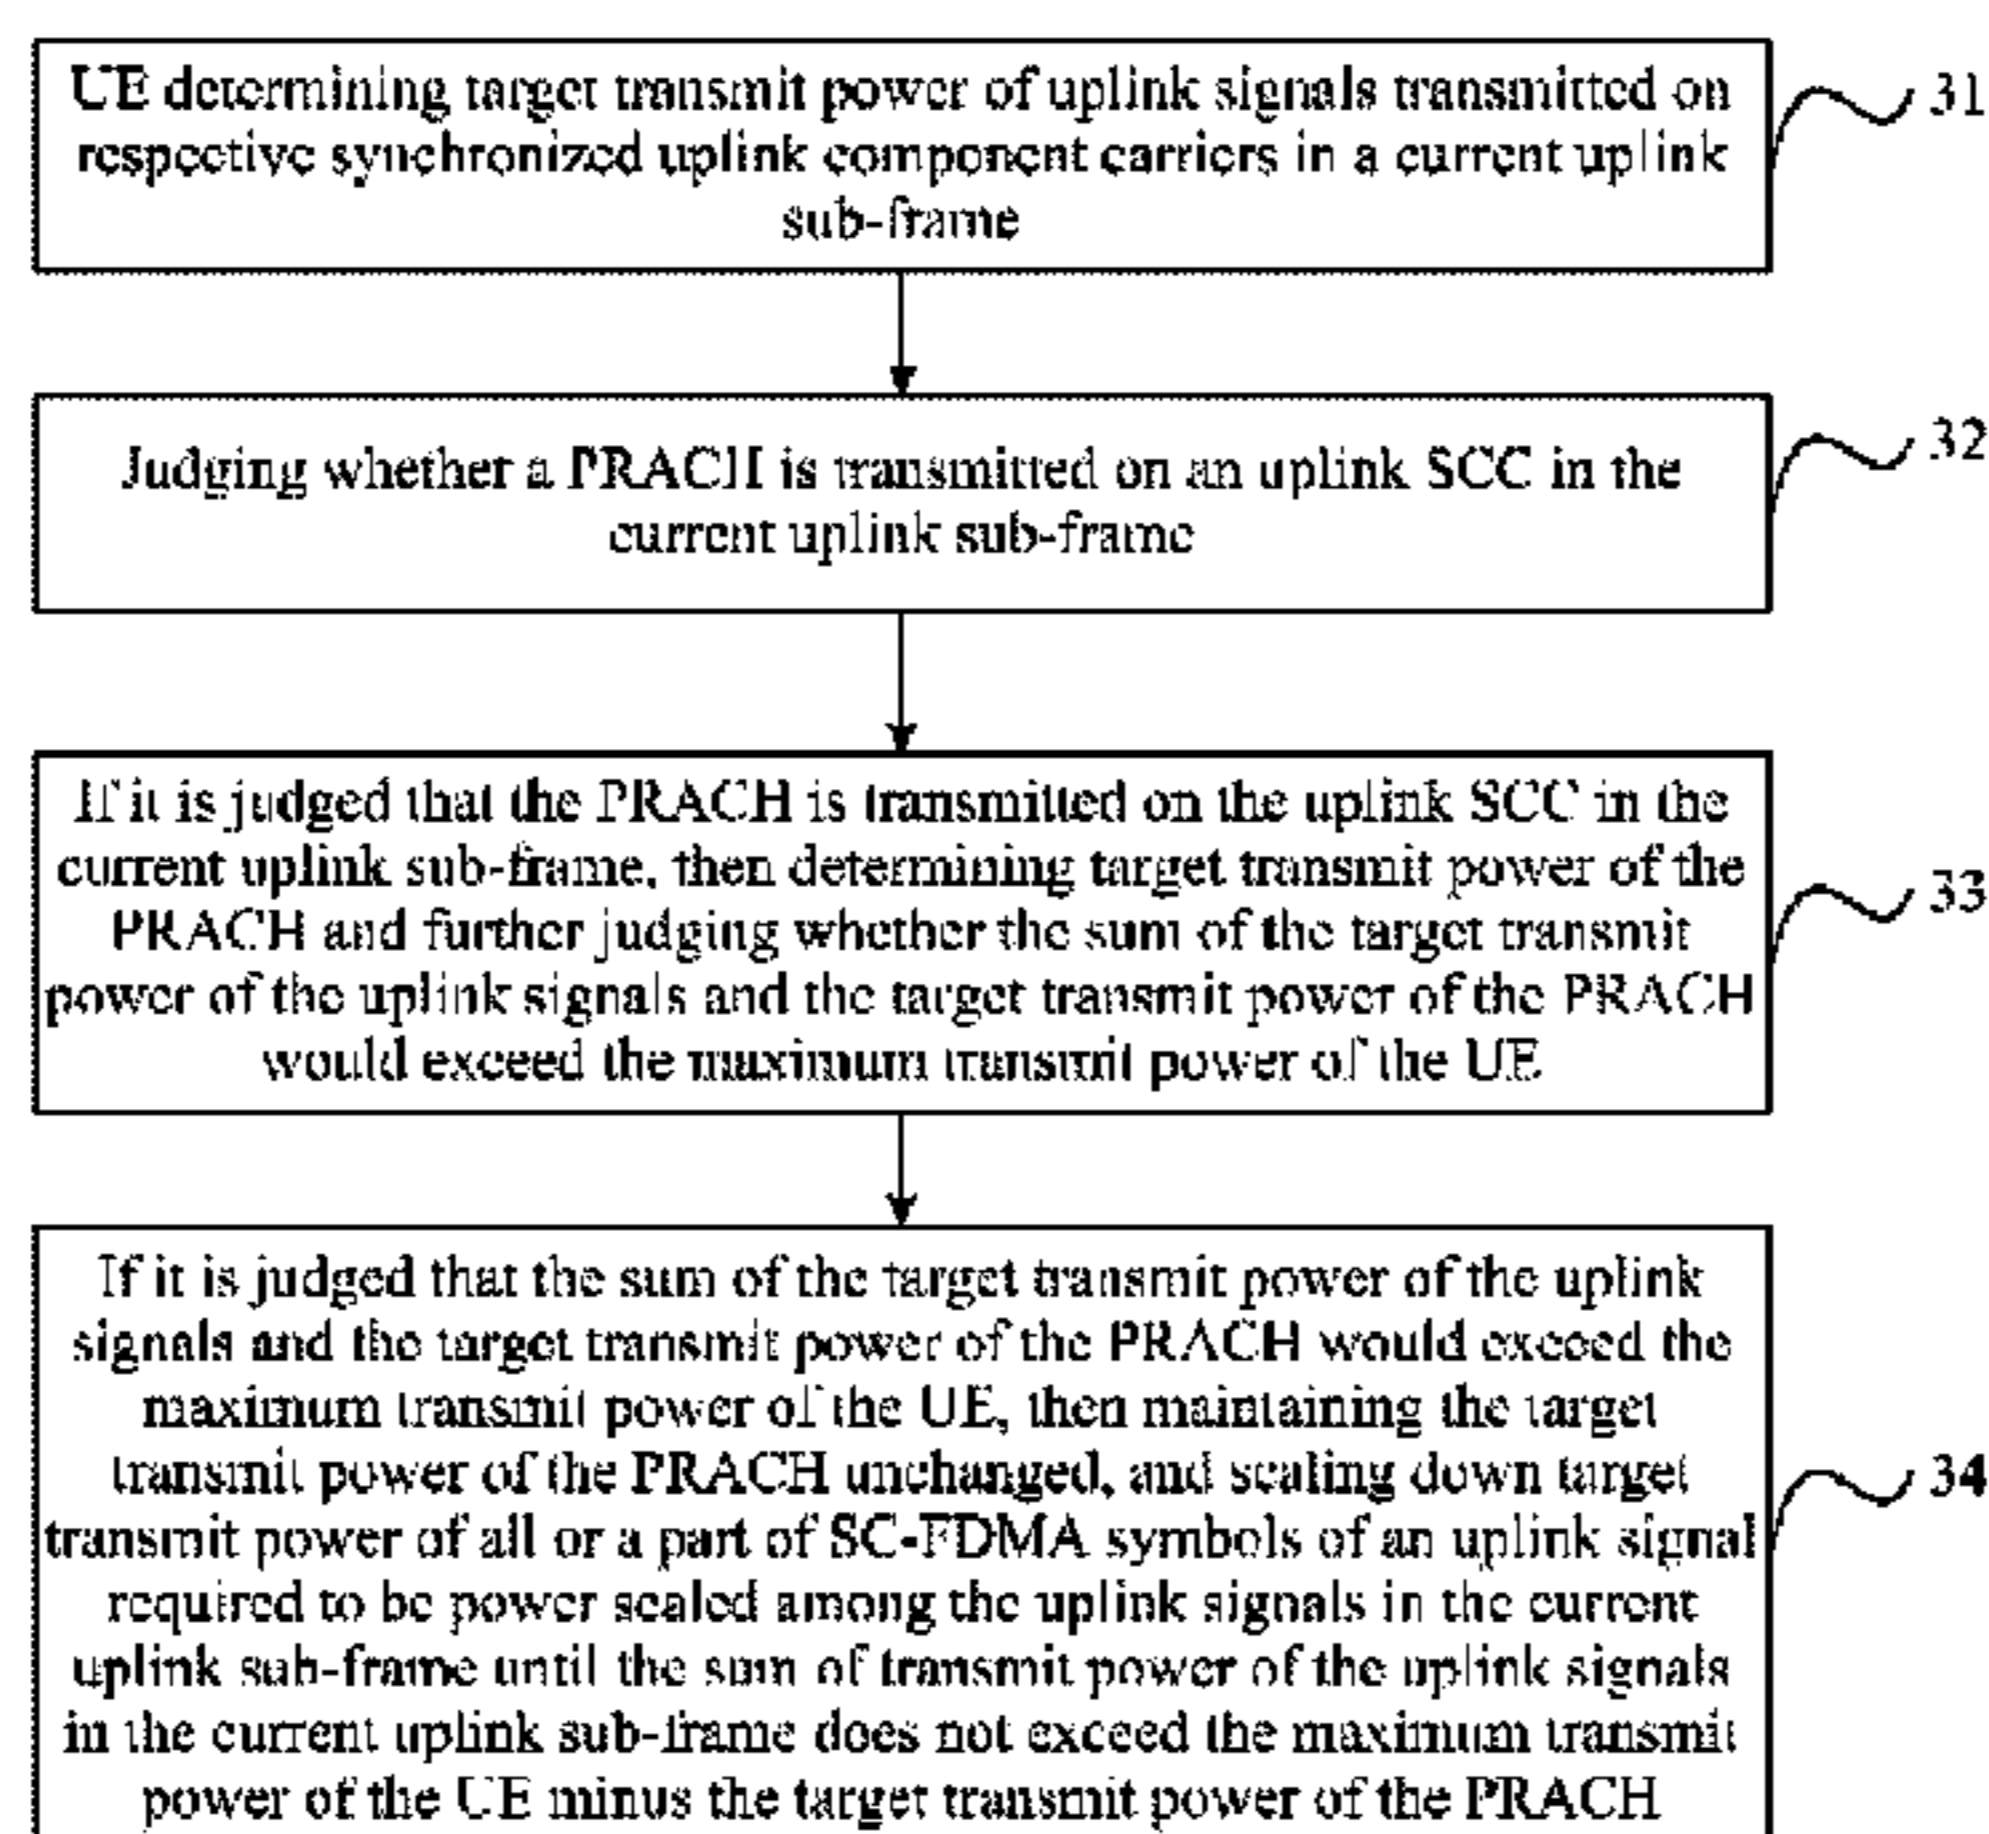 UE determining target transmit power of uplink signals transmitted on
respective synchronized uplink component carriers in a current uplink
sub-frame
31
Judging whether a PRACH is transmitted on an uplink SCC in the
current uplink sub-frame
32
If it is judged that the PRACH is transmitted on the uplink SCC in the
current uplink sub-frame, then determining target transmit power of the
PRACH and further judging whether the sum of the target transmit
power of the uplink signals and the target transmit power of the PRACH
would exceed the maximum transmit power of the UE
33
If it is judged that the sum of the target transmit power of the uplink
signals and the target transmit power of the PRACH would exceed the
maximum transmit power of the UE, then maintaining the target
transmit power of the PRACH unchanged, and scaling down target
transmit power of all or a part of SC-FDMA symbols of an uplink signal
required to be power scaled among the uplink signals in the current
uplink sub-frame until the sum of transmit power of the uplink signals
in the current uplink sub-frame does not exceed the maximum transmit
power of the UE minus the target transmit power of the PRACH
34